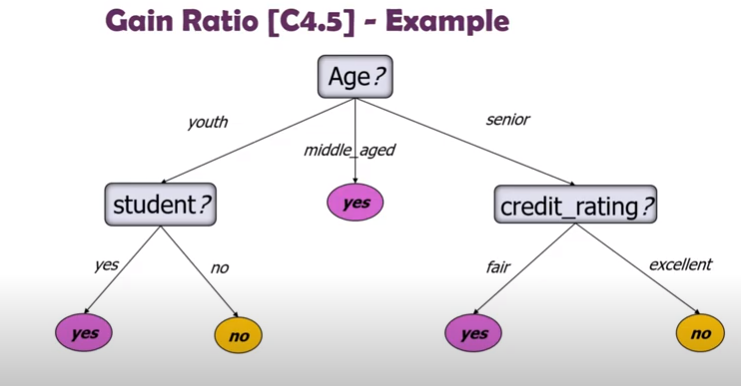 Gain Ratio [C4.5] - Example
Age?
youth
senior
middle_aged
student?
yes
credit_rating?
yes
no
fair
excellent
yes
no
yes
no